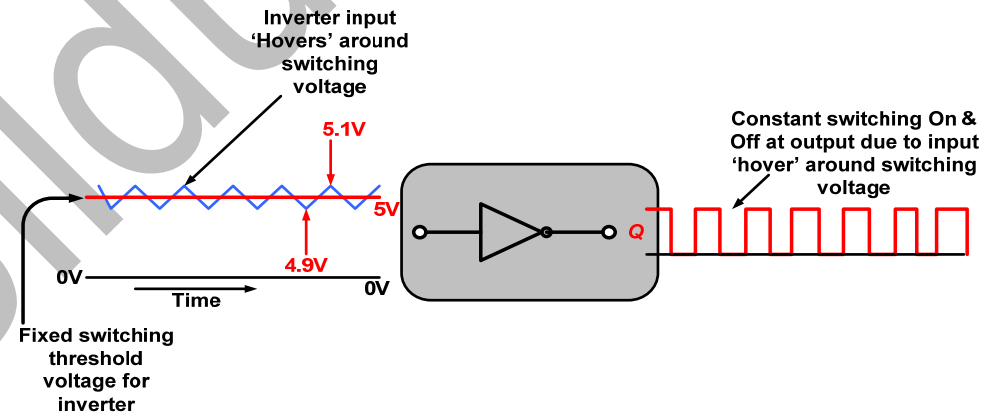 Inverter input
‘Hovers’ around
switching
voltage
5.1V
5V
4.9V
0V
0V
Time
Fixed switching
threshold
voltage for
inverter
Q
Constant switching On &
Off at output due to input
‘hover’ around switching
voltage